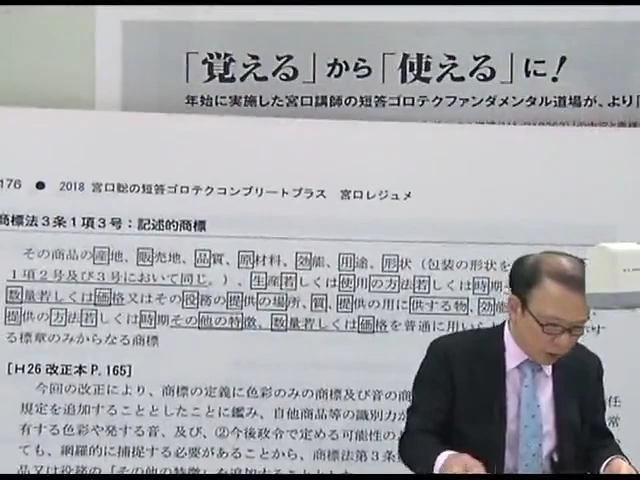 「覚える」から「使える」に!
年始に実施した宮口講師の短答ゴロテクファンダメンタル道場が、より「
176 ● 2018 宮口聡の短答ゴロテクコンプリートプラス 宮口レジュメ
商標法3条1項3号:記述的商標
その商品の産地、販売地、品質、原材料、効能、用途、形状(包装の形状を
1項2号及び3号において同じ。)、生産若しくは使用の方法若しくは時期、
数量若しくは価格又はその役務の提供の場所、質、提供の用に供する物、効能
提供の方法若しくは時期その他の特徴、数量若しくは価格を普通に用い
る標章のみからなる商標
[H26 改正本P. 165]
今回の改正により、商標の定義に色彩のみの商標及び音の商
規定を追加することとしたことに鑑み、自他商品等の識別力が
有する色彩や発する音、及び、②今後政令で定める可能性の
ても、網羅的に捕捉する必要があることから、商標法第3条
品又は役務の「その他の特徴」を追加する